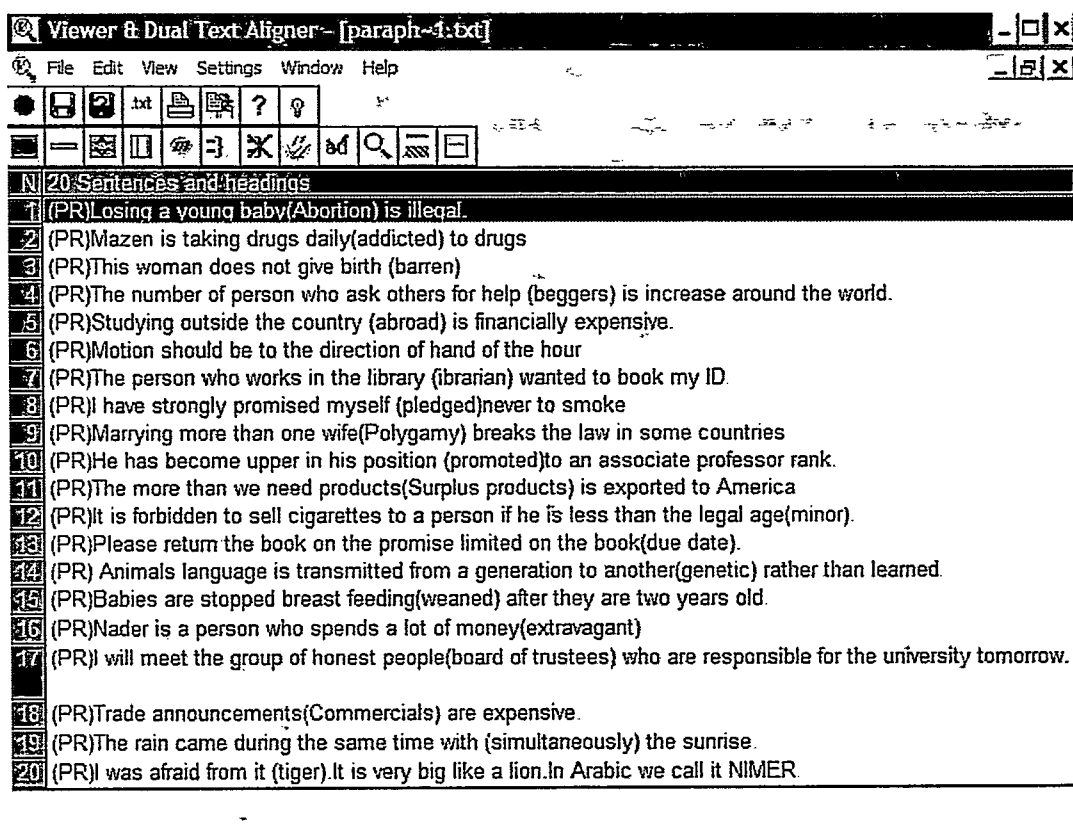 Viewer & Dual Text Aligner - [paraph~1.txt]
File Edit View Settings Window Help
.txt ?
ad
N 20 Sentences and headings
1 (PR)Losing a young baby(Abortion) is illegal.
2 (PR)Mazen is taking drugs daily(addicted) to drugs
3 (PR)This woman does not give birth (barren)
4 (PR)The number of person who ask others for help (beggers) is increase around the world.
5 (PR)Studying outside the country (abroad) is financially expensive.
6 (PR)Motion should be to the direction of hand of the hour
7 (PR)The person who works in the library (ibrarian) wanted to book my ID.
8 (PR)I have strongly promised myself (pledged)never to smoke
9 (PR)Marrying more than one wife(Polygamy) breaks the law in some countries
10 (PR)He has become upper in his position (promoted)to an associate professor rank.
11 (PR)The more than we need products(Surplus products) is exported to America
12 (PR)It is forbidden to sell cigarettes to a person if he is less than the legal age(minor).
13 (PR)Please return the book on the promise limited on the book(due date).
14 (PR) Animals language is transmitted from a generation to another(genetic) rather than learned.
15 (PR)Babies are stopped breast feeding(weaned) after they are two years old.
16 (PR)Nader is a person who spends a lot of money(extravagant)
17 (PR)I will meet the group of honest people(board of trustees) who are responsible for the university tomorrow.
18 (PR)Trade announcements(Commercials) are expensive.
19 (PR)The rain came during the same time with (simultaneously) the sunrise.
20 (PR)I was afraid from it (tiger).It is very big like a lion.In Arabic we call it NIMER.